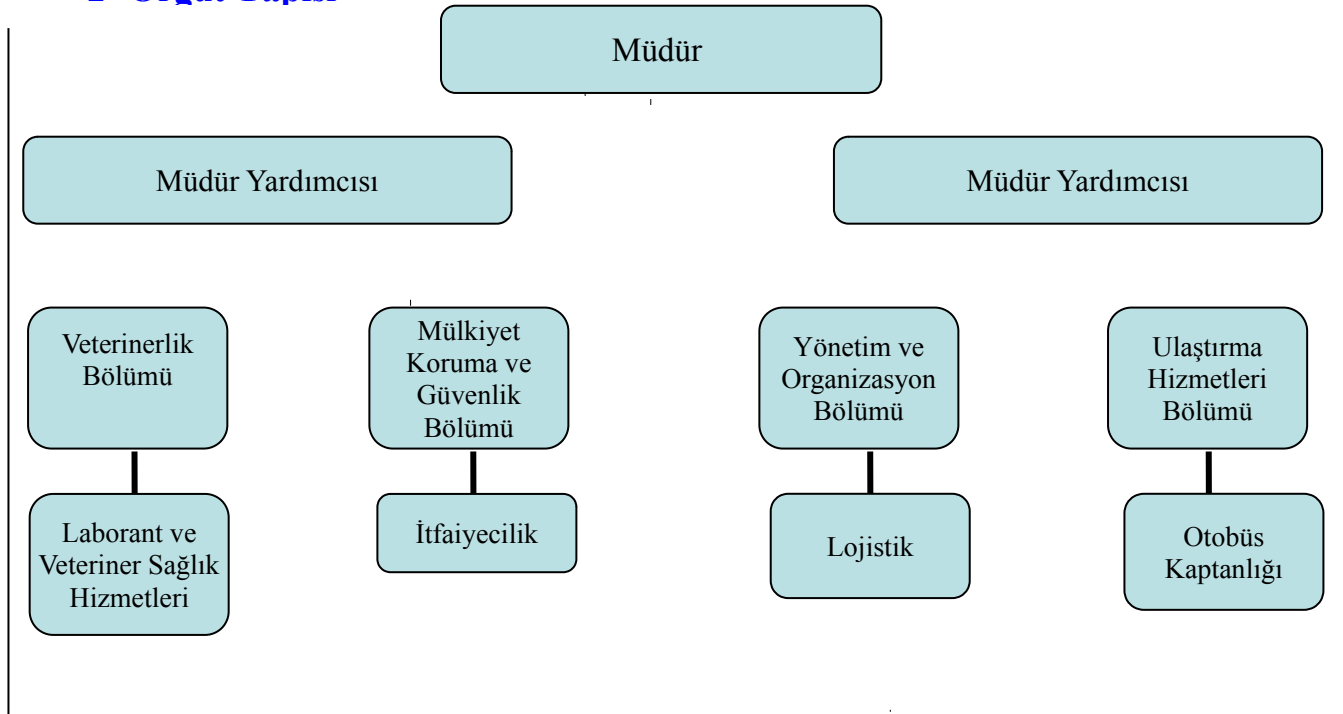 Müdür
Müdür Yardımcısı
Müdür Yardımcısı
Veterinerlik
Bölümü
Mülkiyet
Koruma ve
Güvenlik
Bölümü
Yönetim ve
Organizasyon
Bölümü
Ulaştırma
Hizmetleri
Bölümü
Laborant ve
Veteriner Sağlık
Hizmetleri
İtfaiyecilik
Lojistik
Otobüs
Kaptanlığı